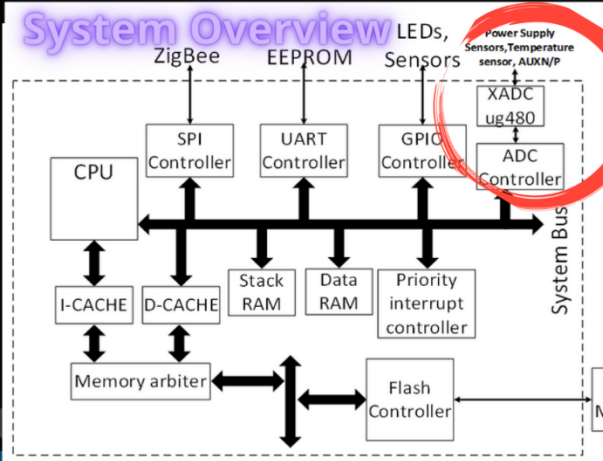 System Overview
ZigBee
EEPROM
LEDs,
Sensors
Power Supply
Sensors,Temperature
sensor, AUXN/P
XADC
ug480
SPI
Controller
UART
Controller
GPIO
Controller
ADC
Controller
CPU
System Bus
I-CACHE
D-CACHE
Stack
RAM
Data
RAM
Priority
interrupt
controller
Memory arbiter
Flash
Controller